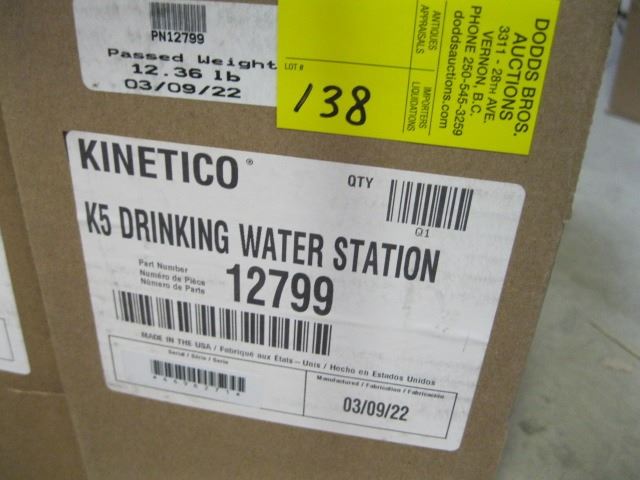 PN12799
Passed Weight
12.36 lb
03/09/22
LOT #
138
ANTIQUES
APPRAISALS
IMPORTERS
LIQUIDATIONS
DODDS BROS.
AUCTIONS
3311 - 28TH AVE.
VERNON, B.C.
PHONE 250-545-3259
doddsauctions.com
KINETICO®
QTY
Q1
K5 DRINKING WATER STATION
Part Number
Numéro de Pièce
Número de Parte
12799
MADE IN THE USA / Fabriqué aux États-Unis / Hecho en Estados Unidos
Serial / Série / Serie
Manufactured / Fabrication / Fabricación
03/09/22